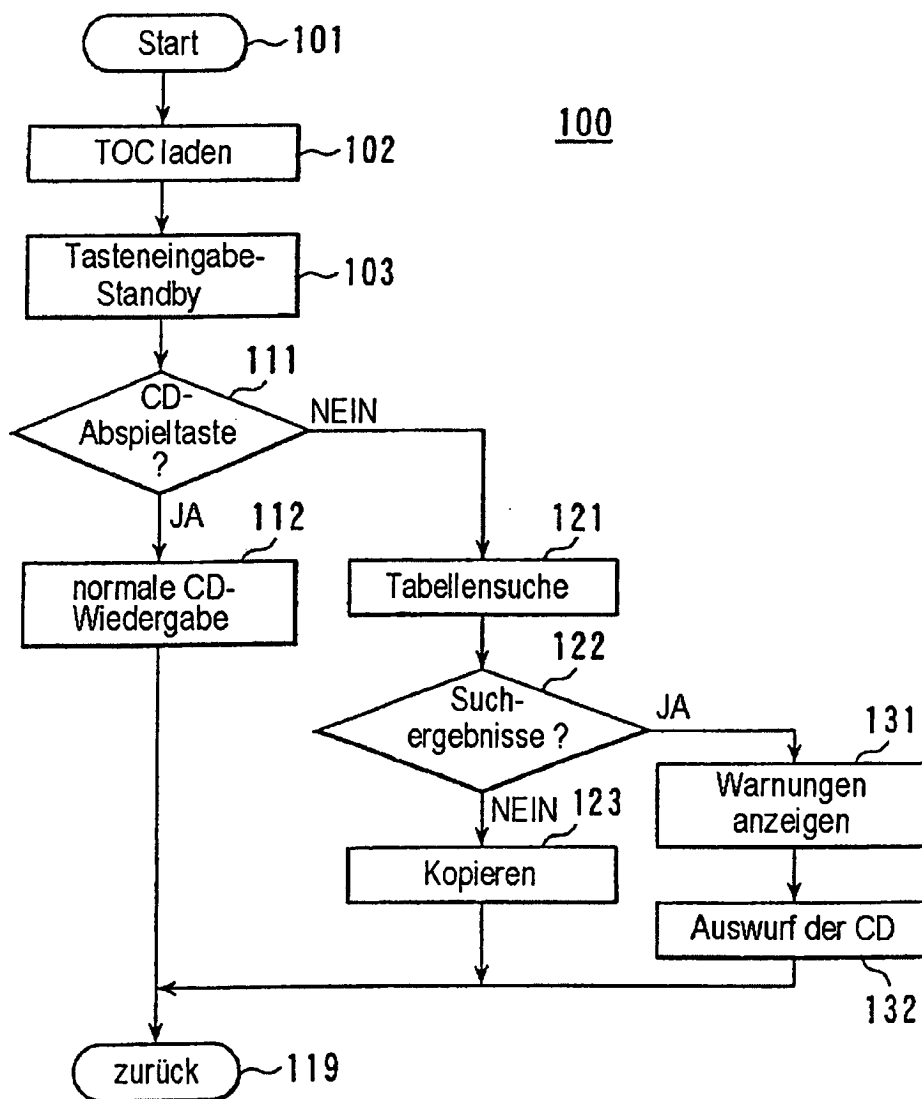 Start
101
100
TOC laden
102
Tasteneingabe-
Standby
103
111
CD-
Abspieltaste
?
NEIN
JA
112
normale CD-
Wiedergabe
121
Tabellensuche
122
Such-
ergebnisse ?
JA
131
Warnungen
anzeigen
NEIN
123
Kopieren
Auswurf der CD
132
zurück
119